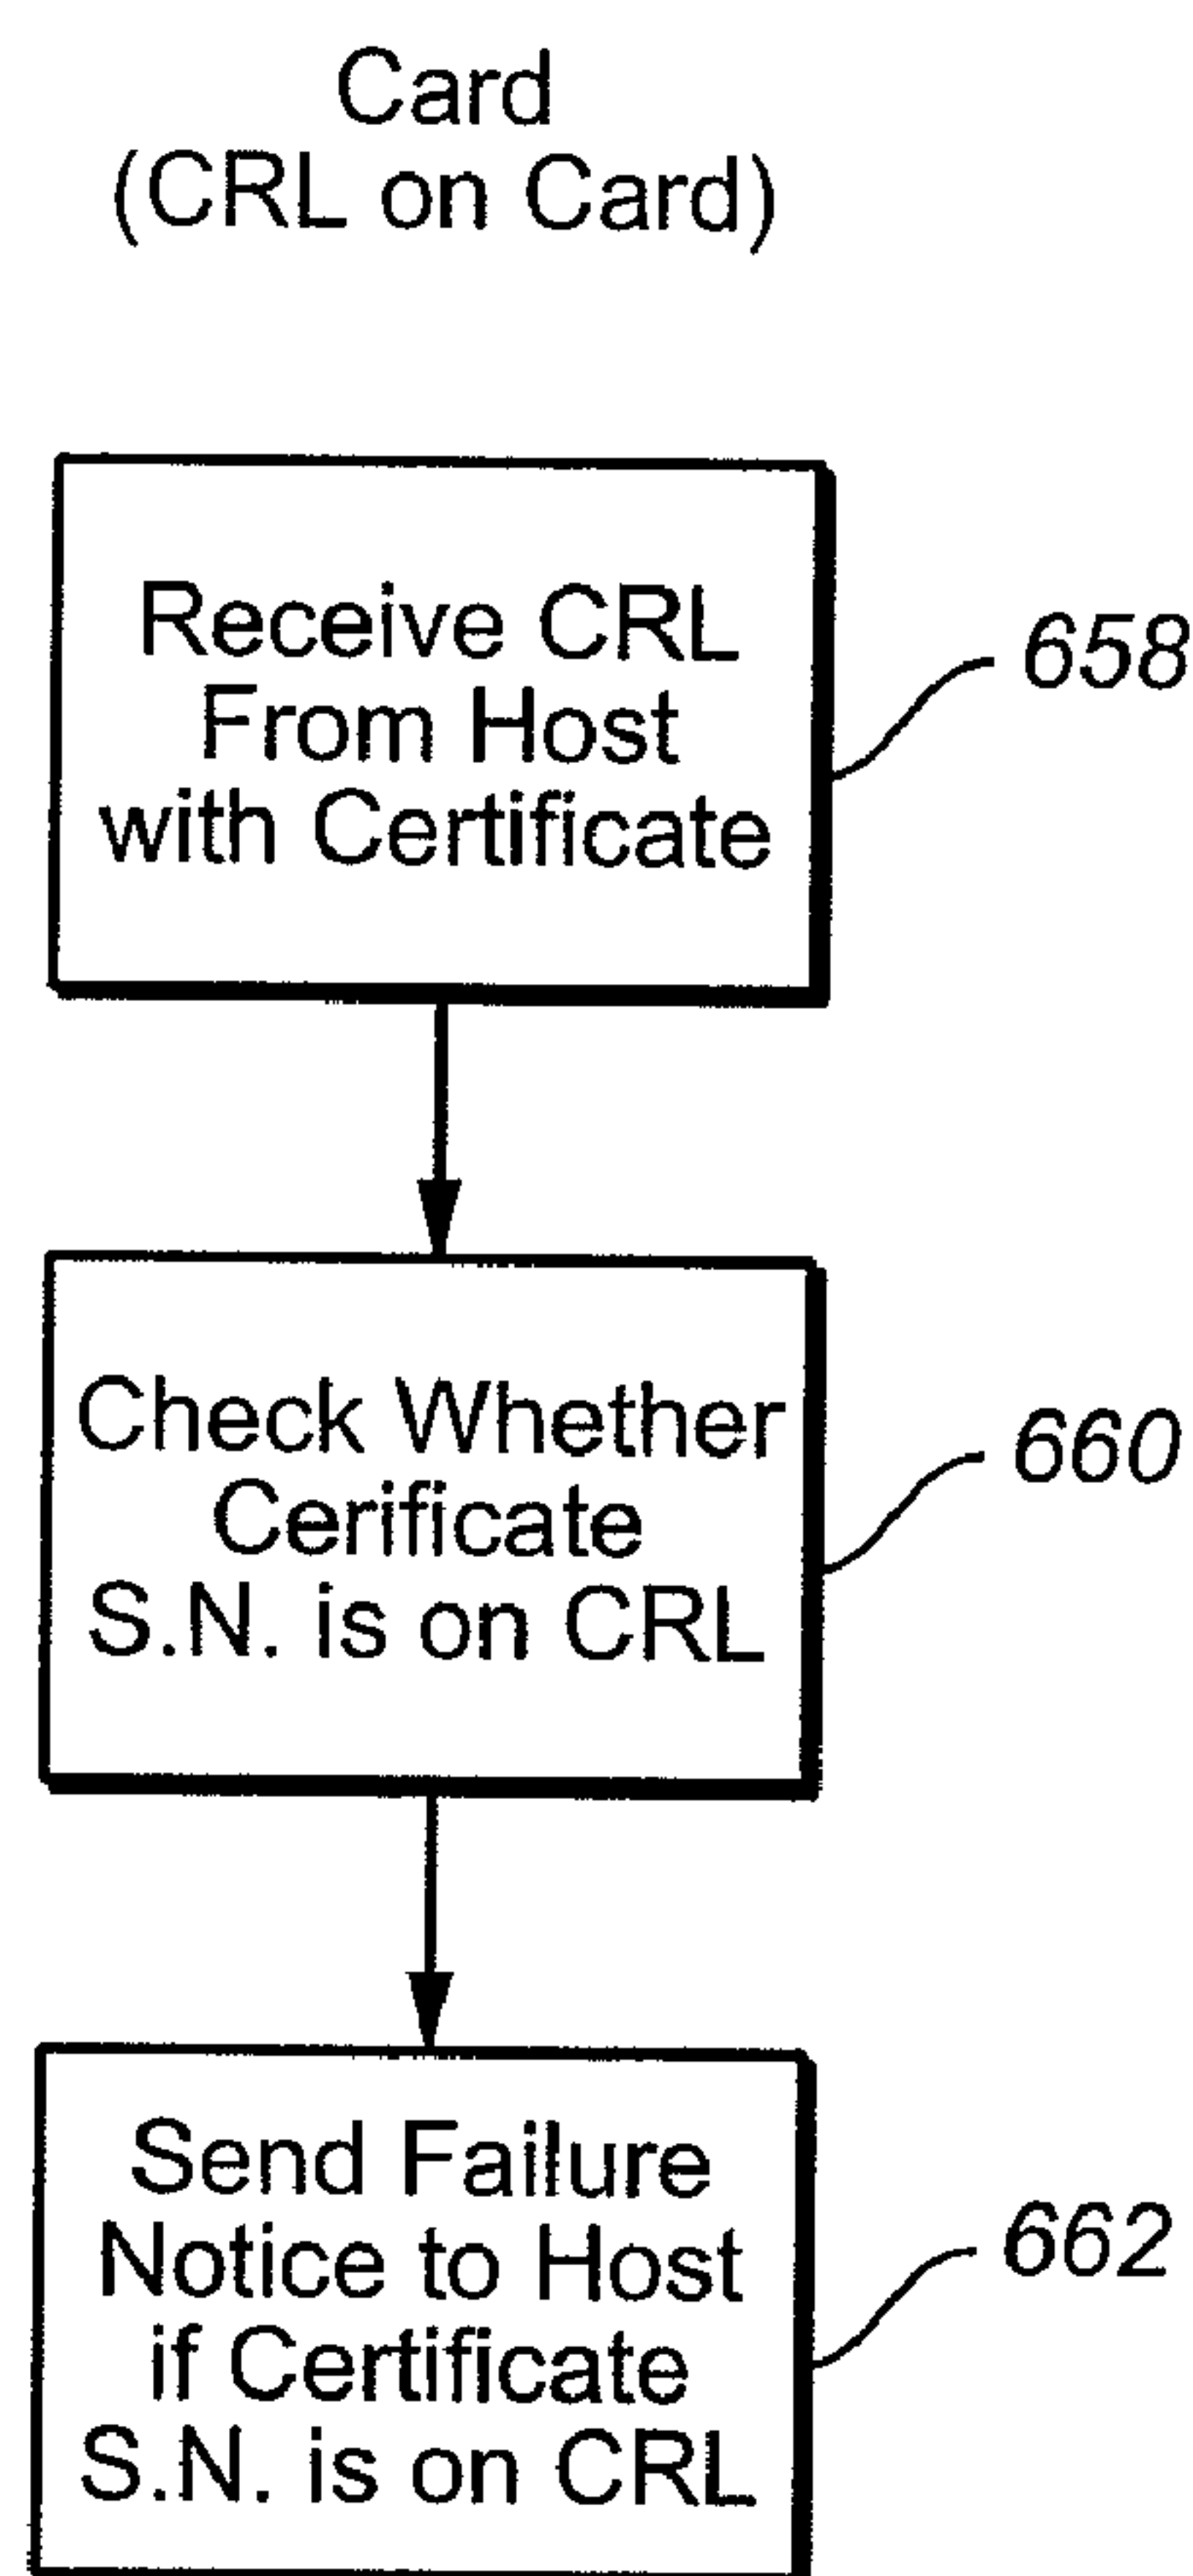 Card
(CRL on Card)
Receive CRL
From Host
with Certificate
658
Check Whether
Cerificate
S.N. is on CRL
660
Send Failure
Notice to Host
if Certificate
S.N. is on CRL
662